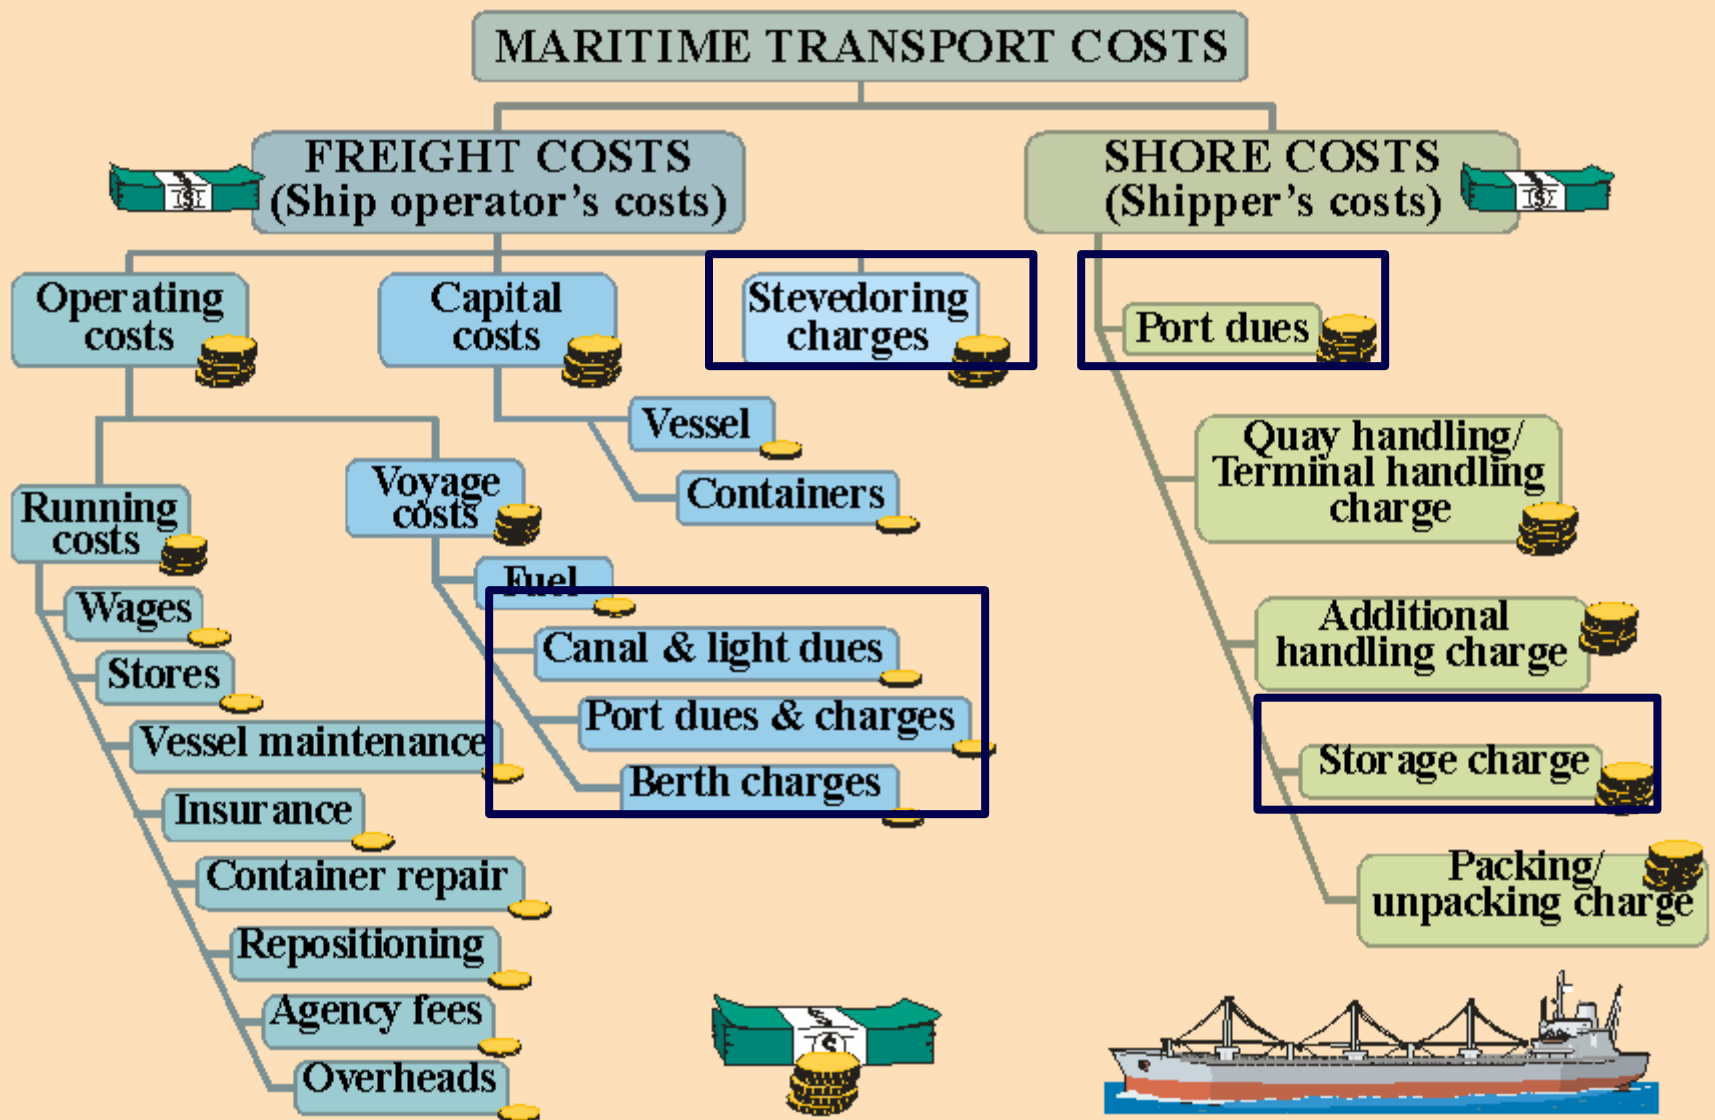 MARITIME TRANSPORT COSTS
FREIGHT COSTS
(Ship operator's costs)
SHORE COSTS
(Shipper's costs)
Operating
costs
Capital
costs
Stevedoring
charges
Port dues
Vessel
Containers
Quay handling/
Terminal handling
charge
Running
costs
Voyage
costs
Fuel
Canal & light dues
Port dues & charges
Berth charges
Wages
Stores
Vessel maintenance
Insurance
Container repair
Repositioning
Agency fees
Overheads
Additional
handling charge
Storage charge
Packing/
unpacking charge